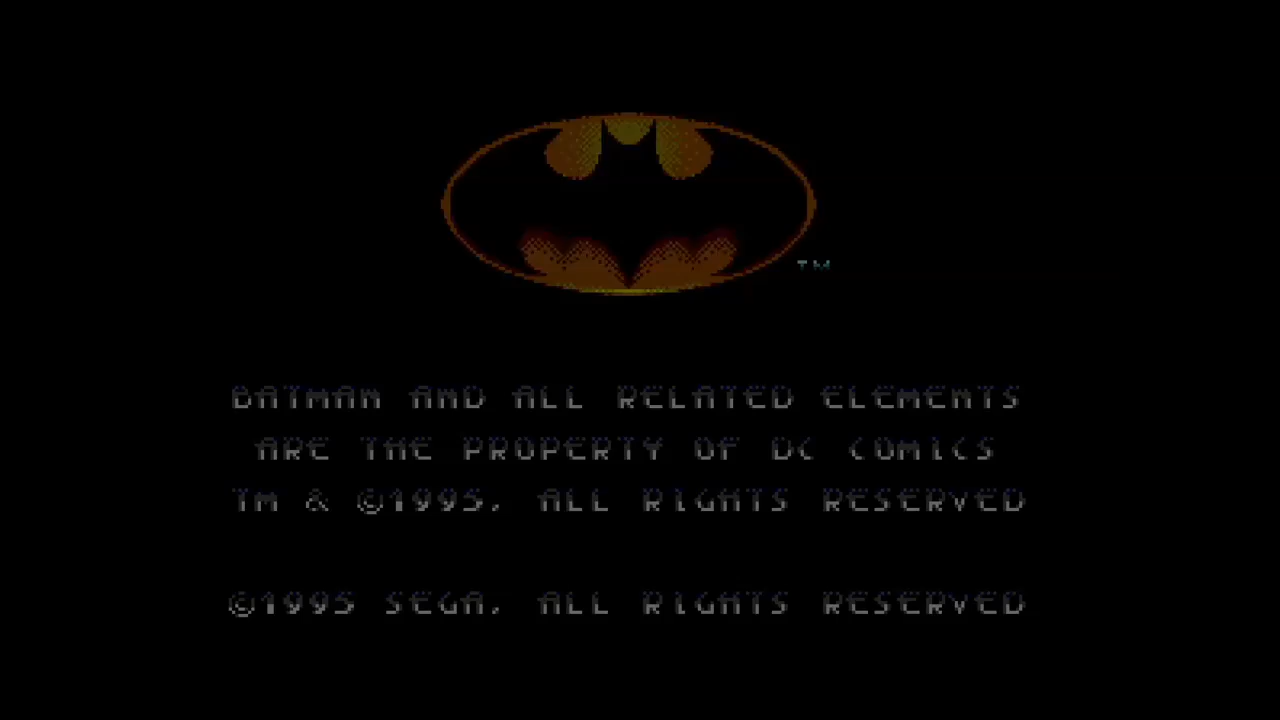 TM
BATMAN AND ALL RELATED ELEMENTS
ARE THE PROPERTY OF DC COMICS
TM & ©1995. ALL RIGHTS RESERVED
©1995 SEGA. ALL RIGHTS RESERVED